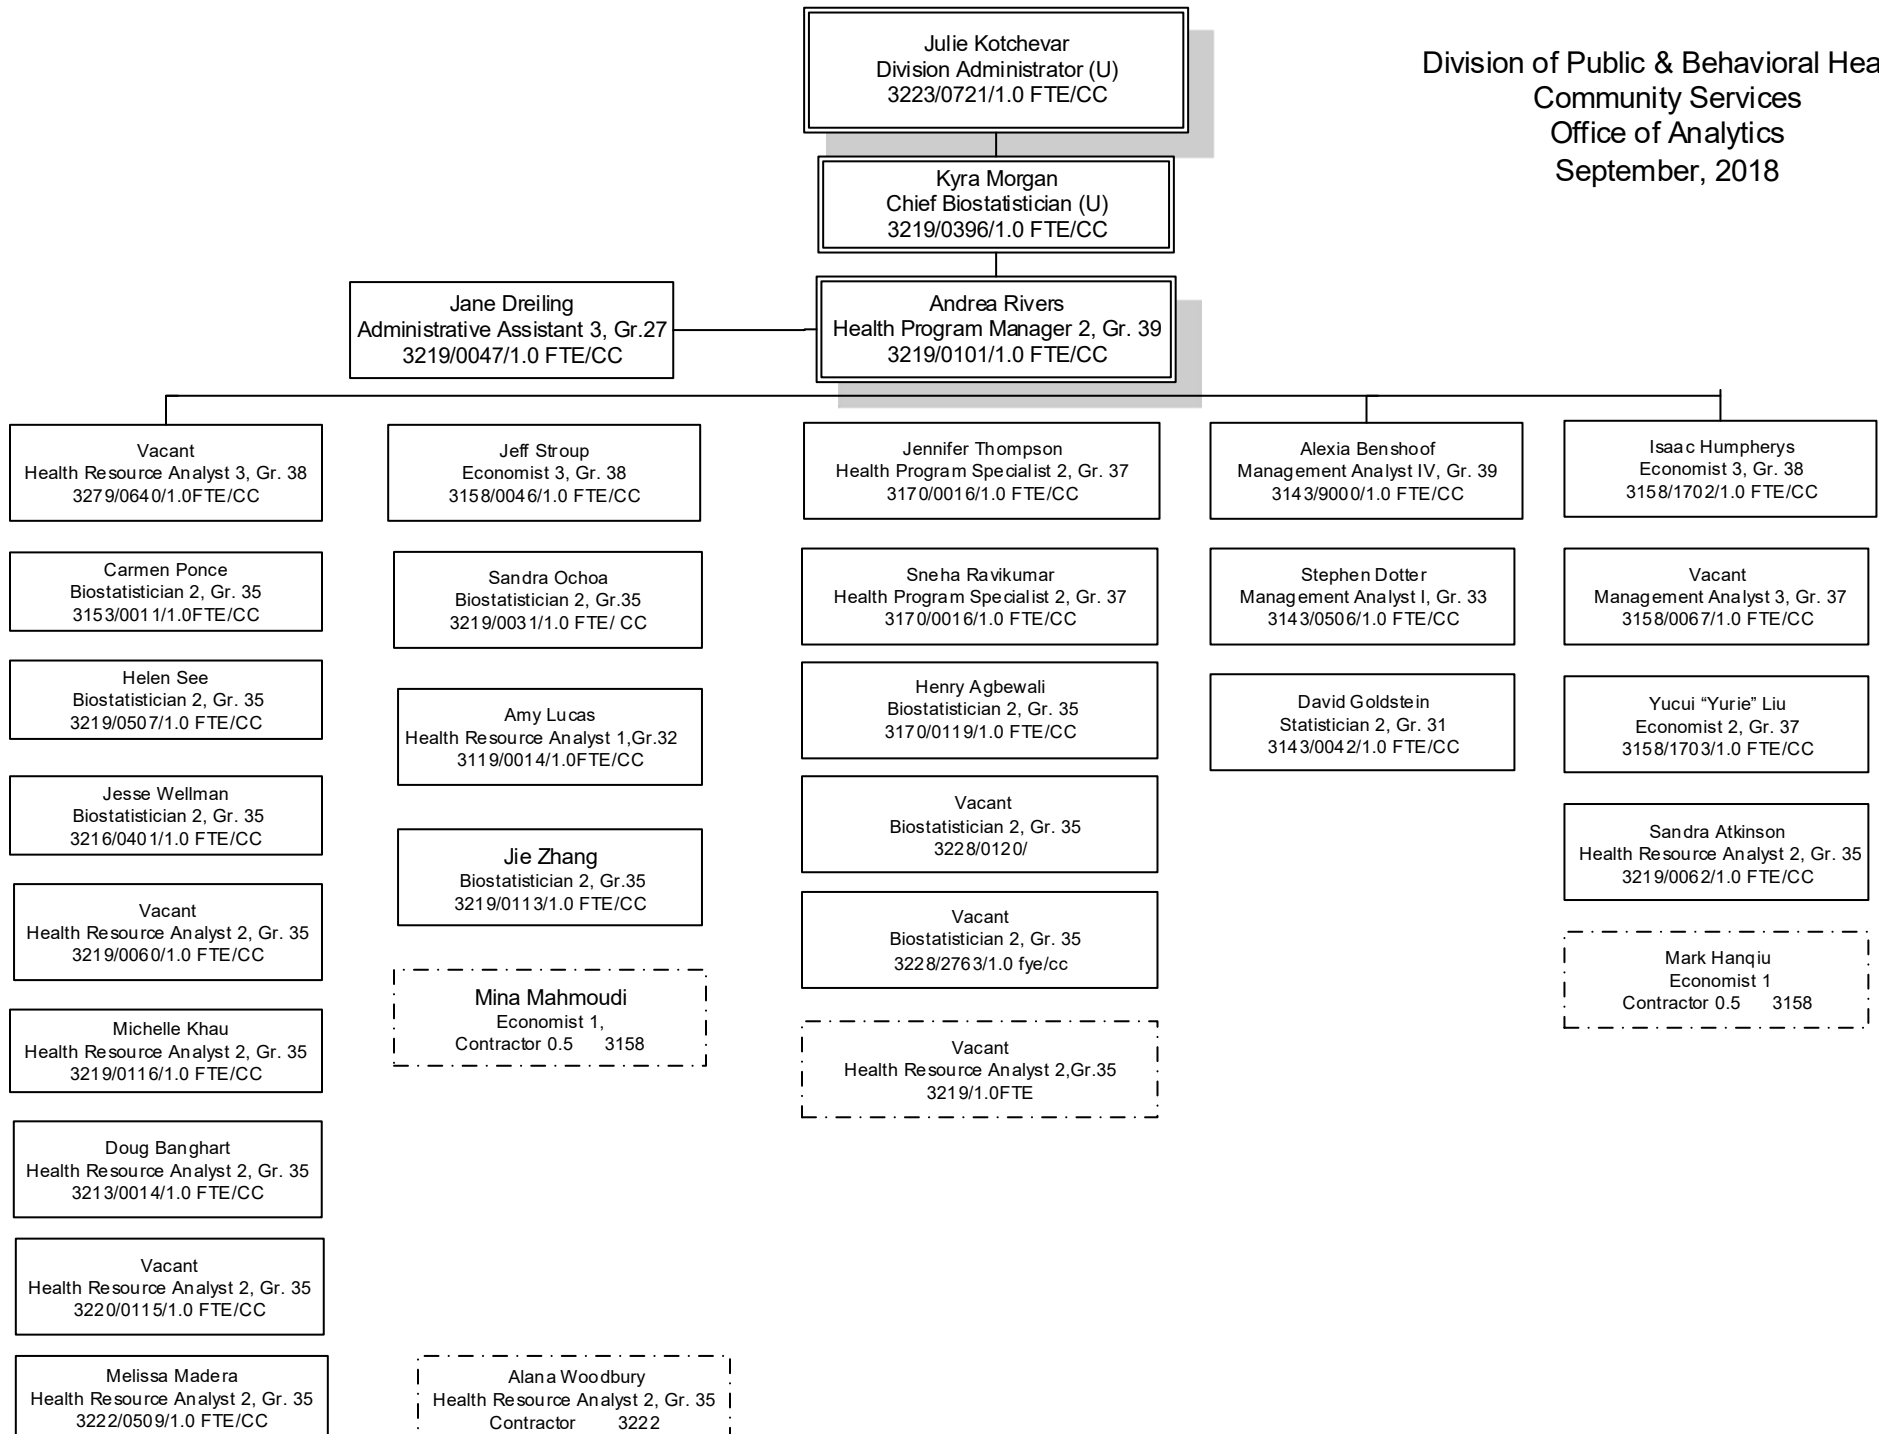 Julie Kotchevar
Division Administrator (U)
3223/0721/1.0 FTE/CC
Division of Public & Behavioral Hea
Community Services
Office of Analytics
September, 2018
Kyra Morgan
Chief Biostatistician (U)
3219/0396/1.0 FTE/CC
Jane Dreiling
Administrative Assistant 3, Gr.27
3219/0047/1.0 FTE/CC
Andrea Rivers
Health Program Manager 2, Gr. 39
3219/0101/1.0 FTE/CC
Vacant
Health Resource Analyst 3, Gr. 38
3279/0640/1.0FTE/CC
Carmen Ponce
Biostatistician 2, Gr. 35
3153/0011/1.0FTE/CC
Helen See
Biostatistician 2, Gr. 35
3219/0507/1.0 FTE/CC
Jesse Wellman
Biostatistician 2, Gr. 35
3216/0401/1.0 FTE/CC
Vacant
Health Resource Analyst 2, Gr. 35
3219/0060/1.0 FTE/CC
Michelle Khau
Health Resource Analyst 2, Gr. 35
3219/0116/1.0 FTE/CC
Doug Banghart
Health Resource Analyst 2, Gr. 35
3213/0014/1.0 FTE/CC
Vacant
Health Resource Analyst 2, Gr. 35
3220/0115/1.0 FTE/CC
Melissa Madera
Health Resource Analyst 2, Gr. 35
3222/0509/1.0 FTE/CC
Jeff Stroup
Economist 3, Gr. 38
3158/0046/1.0 FTE/CC
Sandra Ochoa
Biostatistician 2, Gr.35
3219/0031/1.0 FTE/ CC
Amy Lucas
Health Resource Analyst 1,Gr.32
3119/0014/1.0FTE/CC
Jie Zhang
Biostatistician 2, Gr.35
3219/0113/1.0 FTE/CC
Mina Mahmoudi
Economist 1,
Contractor 0.5 3158
Alana Woodbury
Health Resource Analyst 2, Gr. 35
Contractor 3222
Jennifer Thompson
Health Program Specialist 2, Gr. 37
3170/0016/1.0 FTE/CC
Sneha Ravikumar
Health Program Specialist 2, Gr. 37
3170/0016/1.0 FTE/CC
Henry Agbewali
Biostatistician 2, Gr. 35
3170/0119/1.0 FTE/CC
Vacant
Biostatistician 2, Gr. 35
3228/0120/
Vacant
Biostatistician 2, Gr. 35
3228/2763/1.0 fye/cc
Vacant
Health Resource Analyst 2,Gr.35
3219/1.0FTE
Alexia Benshoof
Management Analyst IV, Gr. 39
3143/9000/1.0 FTE/CC
Stephen Dotter
Management Analyst I, Gr. 33
3143/0506/1.0 FTE/CC
David Goldstein
Statistician 2, Gr. 31
3143/0042/1.0 FTE/CC
Isaac Humpherys
Economist 3, Gr. 38
3158/1702/1.0 FTE/CC
Vacant
Management Analyst 3, Gr. 37
3158/0067/1.0 FTE/CC
Yucui “Yurie” Liu
Economist 2, Gr. 37
3158/1703/1.0 FTE/CC
Sandra Atkinson
Health Resource Analyst 2, Gr. 35
3219/0062/1.0 FTE/CC
Mark Hanqiu
Economist 1
Contractor 0.5 3158